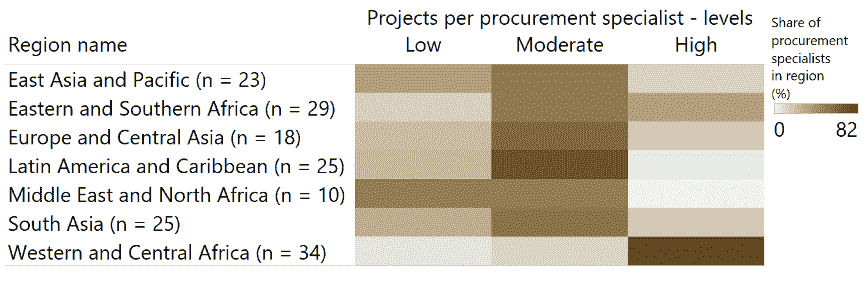 Projects per procurement specialist - levels
Region name
Low
Moderate
High
East Asia and Pacific (n = 23)
Eastern and Southern Africa (n = 29)
Europe and Central Asia (n = 18)
Latin America and Caribbean (n = 25)
Middle East and North Africa (n = 10)
South Asia (n = 25)
Western and Central Africa (n = 34)
Share of
procurement
specialists
in region
(%)
0
82